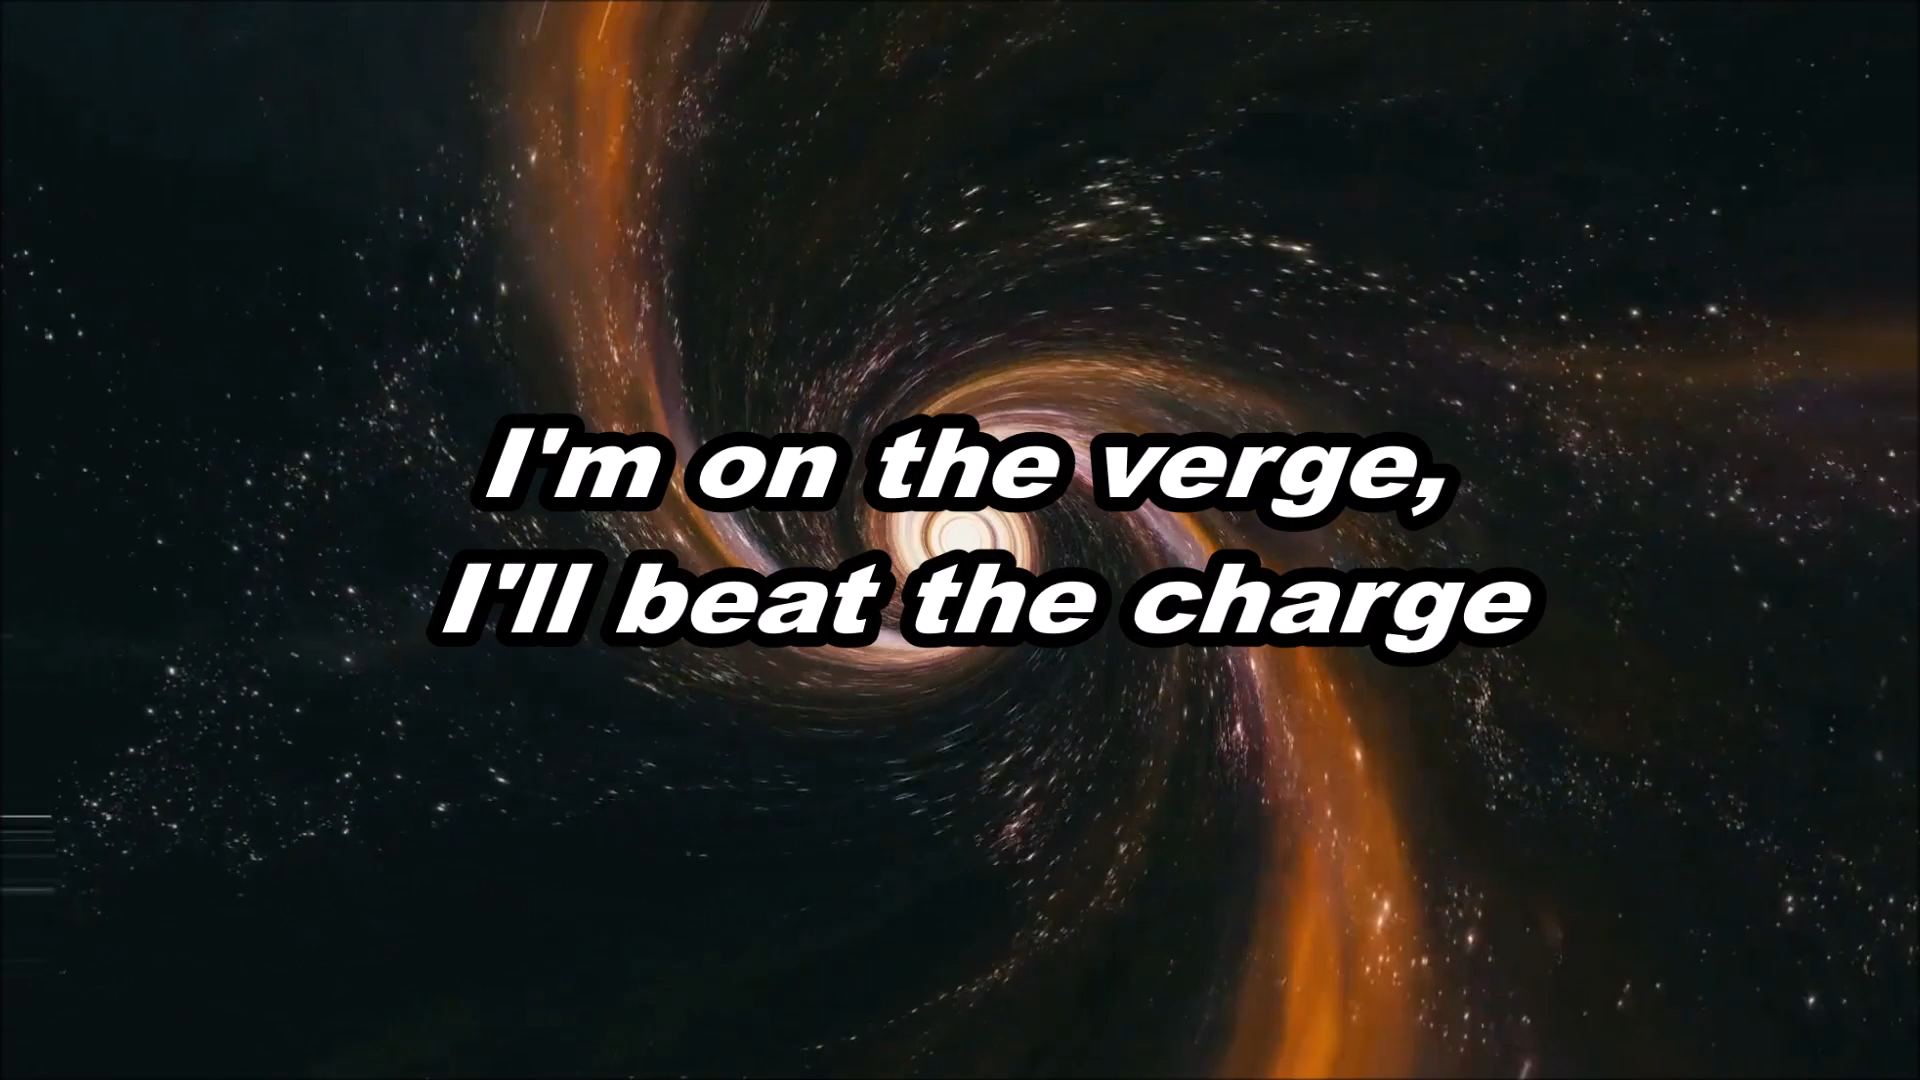 I'm on the verge,
I'll beat the charge